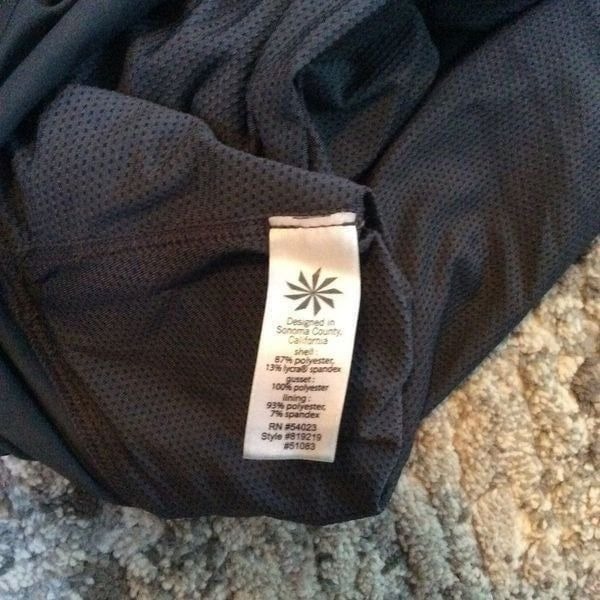 Designed in
Sonoma County,
California
shell :
87% polyester,
13% lycra® spandex
gusset :
100% polyester
lining :
93% polyester,
7% spandex
RN #54023
Style #819219
#51083